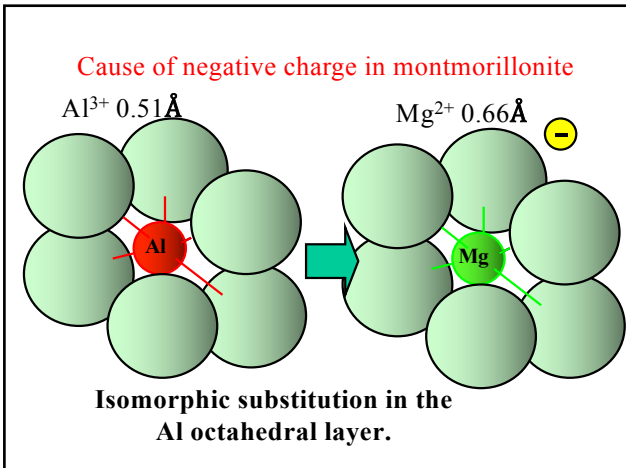 Cause of negative charge in montmorillonite
Al³⁺ 0.51Å
Mg²⁺ 0.66Å
−
Al
Mg
Isomorphic substitution in the
Al octahedral layer.